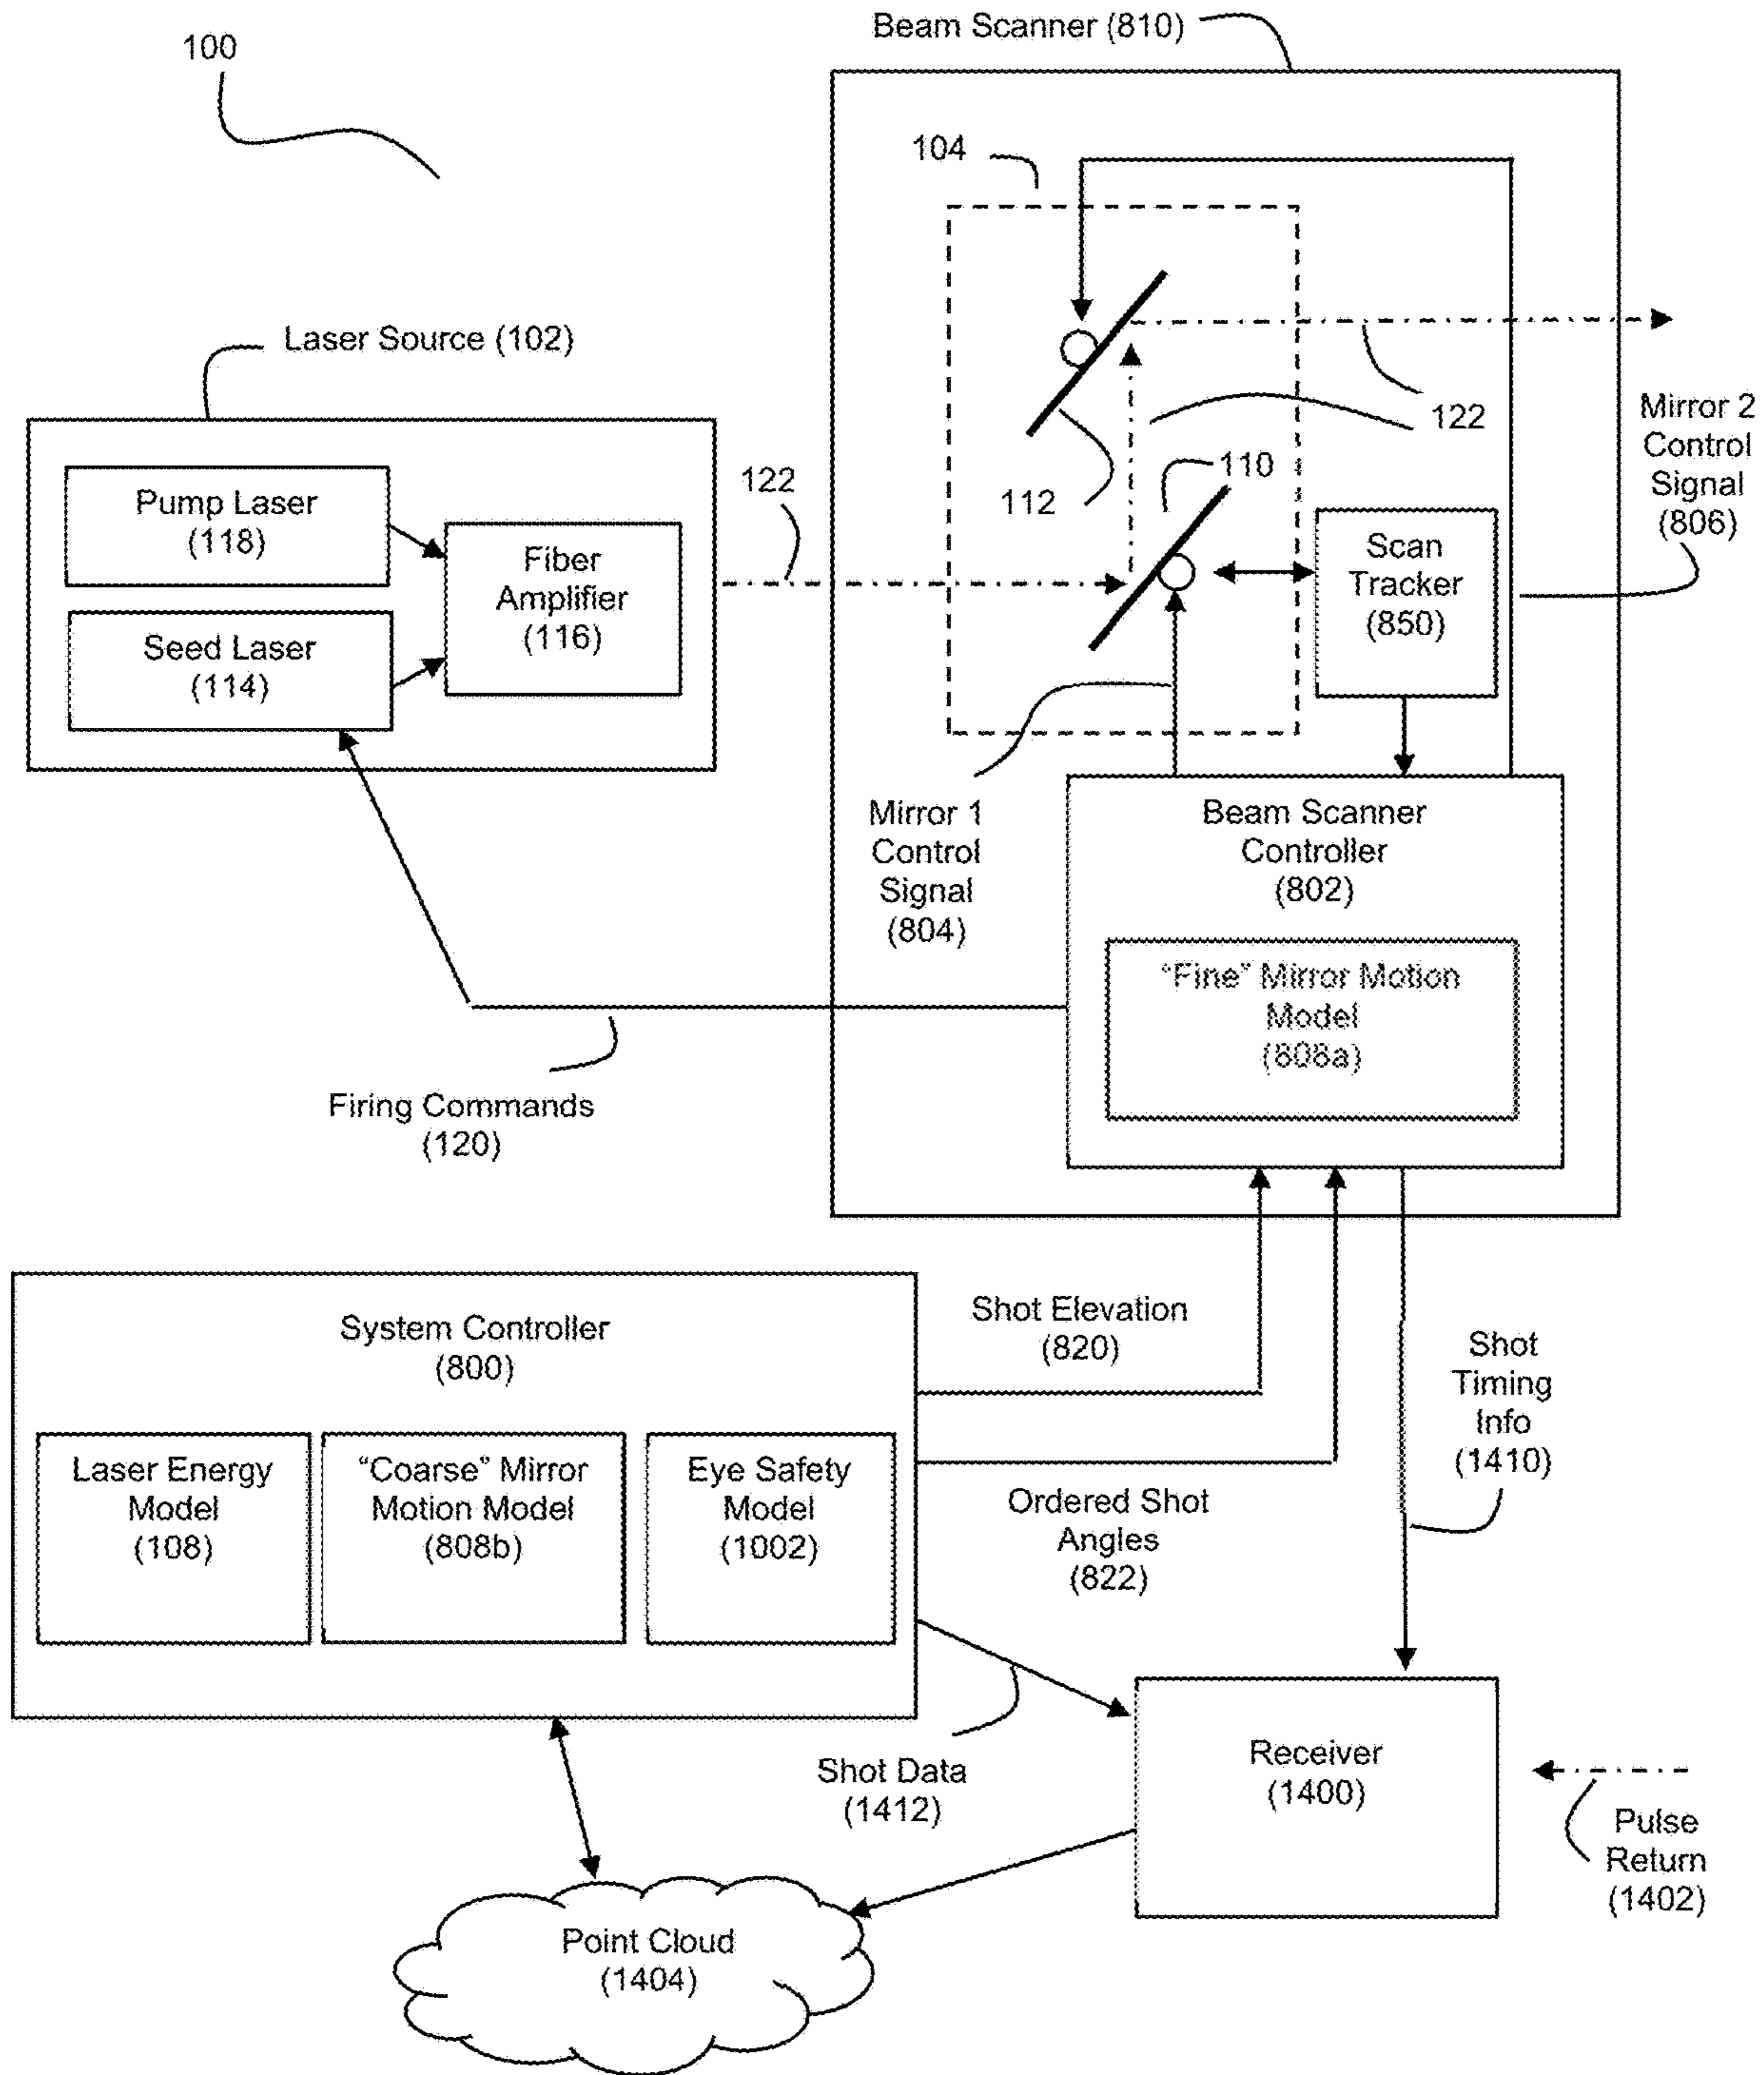 Beam Scanner (810)
100
104
Laser Source (102)
Pump Laser
(118)
Seed Laser
(114)
Fiber
Amplifier
(116)
122
112
110
122
Mirror 2
Control
Signal
(806)
Scan
Tracker
(850)
Mirror 1
Control
Signal
(804)
Beam Scanner
Controller
(802)
"Fine" Mirror Motion
Model
(808a)
Firing Commands
(120)
System Controller
(800)
Laser Energy
Model
(108)
"Coarse" Mirror
Motion Model
(808b)
Eye Safety
Model
(1002)
Shot Elevation
(820)
Ordered Shot
Angles
(822)
Shot
Timing
Info
(1410)
Shot Data
(1412)
Receiver
(1400)
Pulse
Return
(1402)
Point Cloud
(1404)